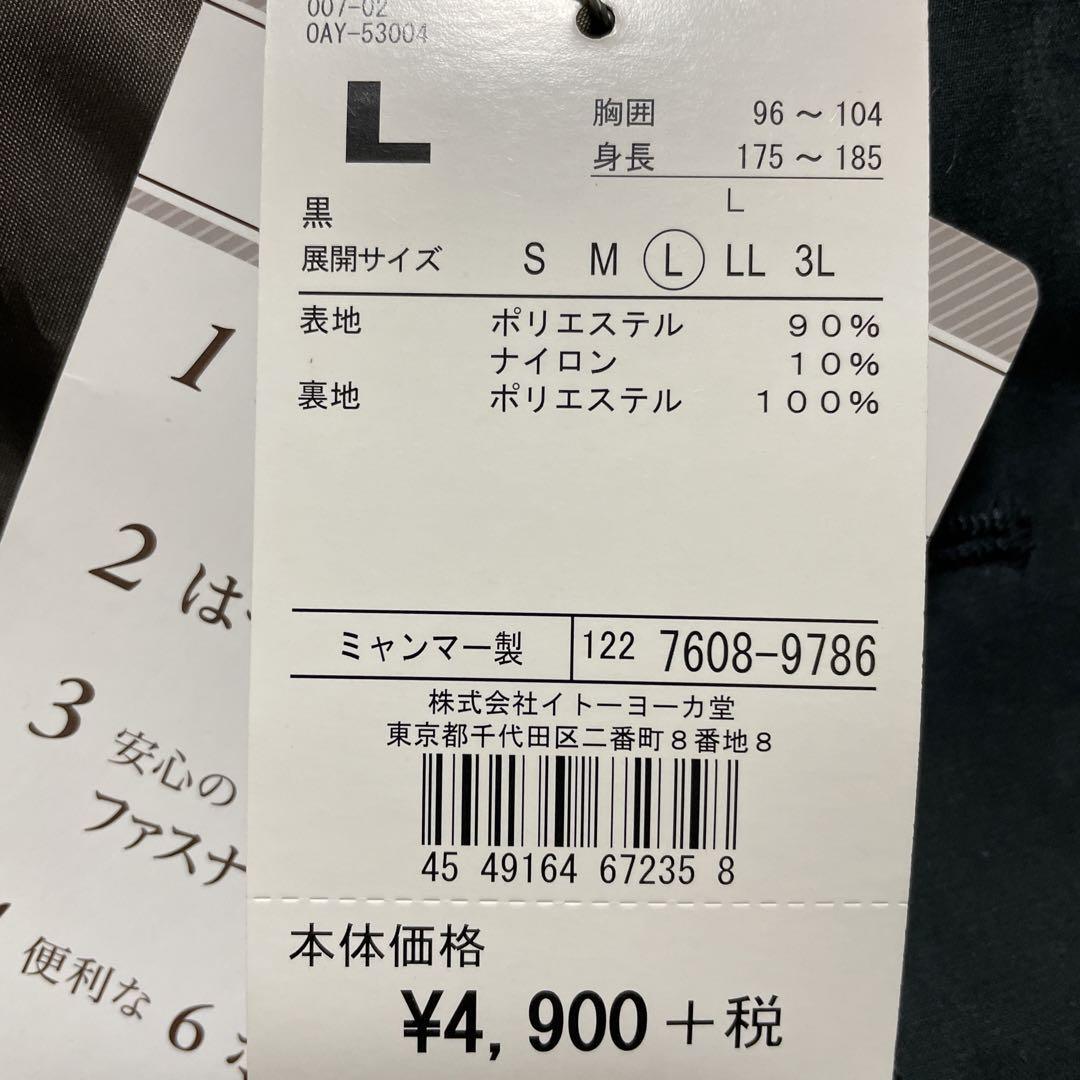 007-02
0AY-53004
L
胸囲 96 ～ 104
身長 175 ～ 185
L
黒
展開サイズ S M L LL 3L
表地 ポリエステル 90%
ナイロン 10%
裏地 ポリエステル 100%
ミャンマー製 122 7608-9786
株式会社イトーヨーカ堂
東京都千代田区二番町8番地8
45 49164 67235 8
本体価格
¥4,900+税
1
2 は
3 安心の
ファスナ
便利な 6